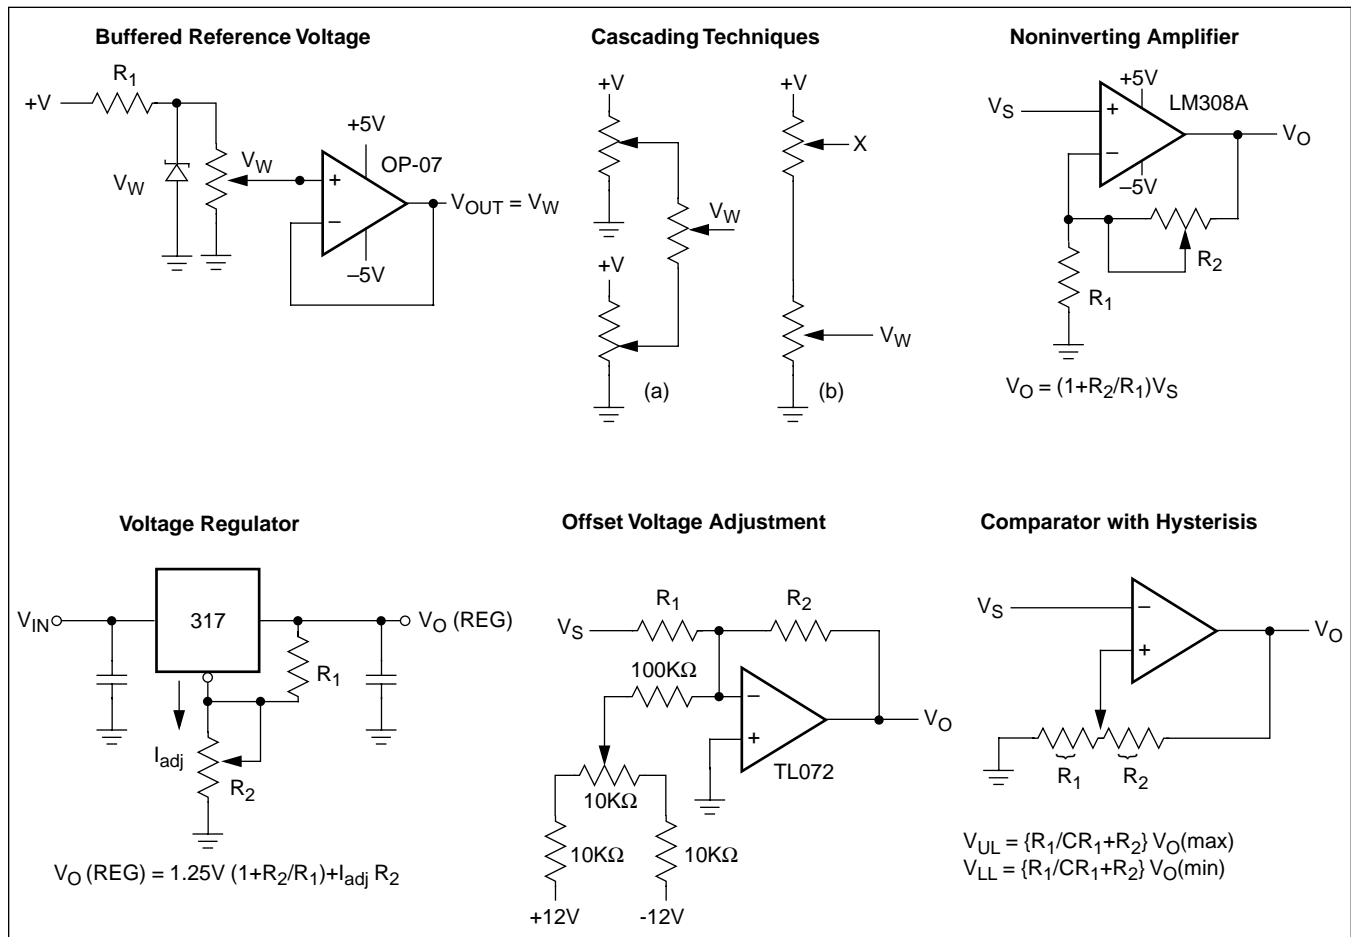 Buffered Reference Voltage
+V
R1
VW
VW
+5V
OP-07
+
–
–5V
VOUT = VW
Cascading Techniques
+V
+V
VW
(a)
+V
X
VW
(b)
Noninverting Amplifier
+5V
LM308A
VS
+
–
–5V
VO
R2
R1
VO = (1+R2/R1)VS
Voltage Regulator
VIN
317
VO (REG)
R1
Iadj
R2
VO (REG) = 1.25V (1+R2/R1)+Iadj R2
Offset Voltage Adjustment
VS
R1
R2
100KΩ
–
+
VO
TL072
10KΩ
10KΩ
10KΩ
+12V
-12V
Comparator with Hysterisis
VS
–
+
VO
R1
R2
VUL = {R1/CR1+R2} VO(max)
VLL = {R1/CR1+R2} VO(min)